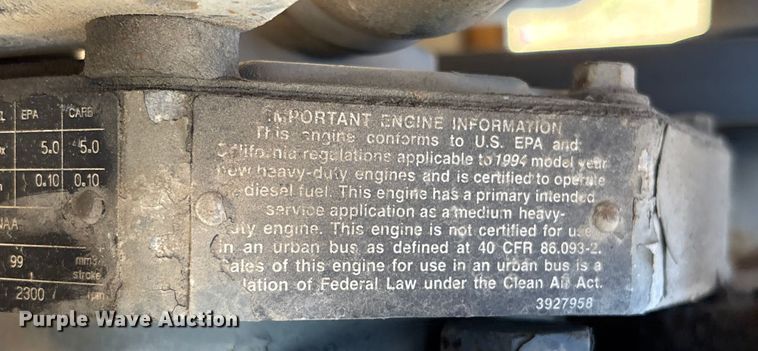 EPA CARB
5.0 5.0
0.10 0.10
99 mm3
stroke
2300
IMPORTANT ENGINE INFORMATION
This engine conforms to U.S. EPA and
California regulations applicable to 1994 model year
new heavy-duty engines and is certified to operate
diesel fuel. This engine has a primary intended
service application as a medium heavy-
duty engine. This engine is not certified for use
in an urban bus as defined at 40 CFR 86.093-2.
Sales of this engine for use in an urban bus is a
lation of Federal Law under the Clean Air Act.
3927958
Purple Wave Auction